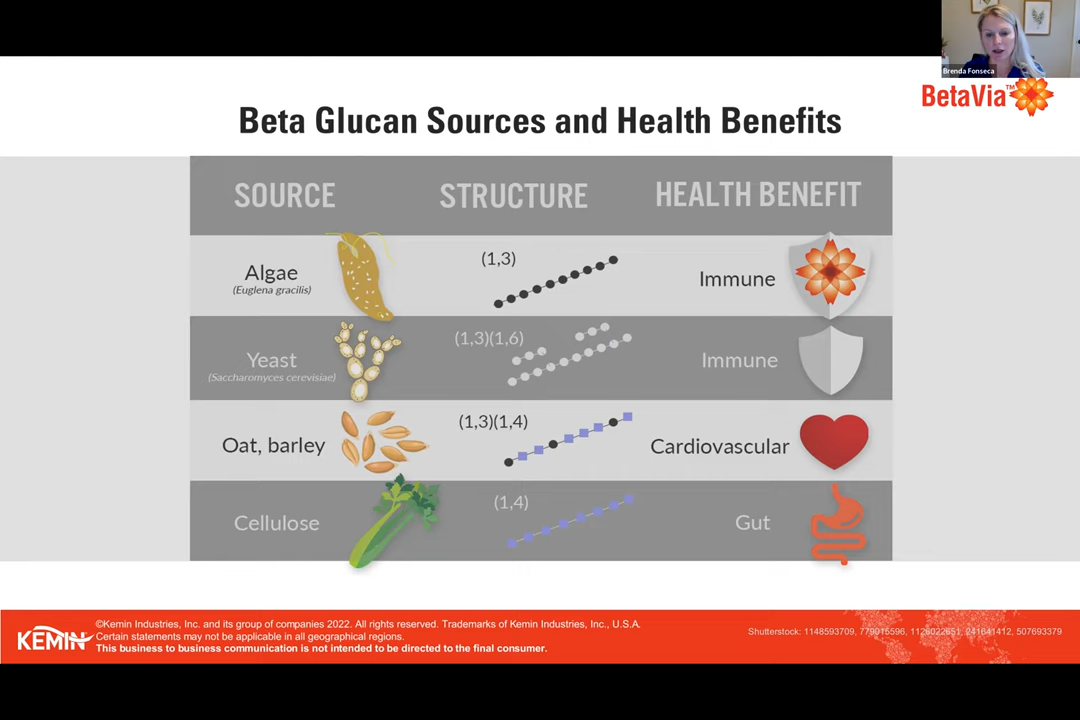 Brenda Fonseca
BetaVia™
Beta Glucan Sources and Health Benefits
SOURCE STRUCTURE HEALTH BENEFIT
Algae (1,3) Immune
(Euglena gracilis)
Yeast (1,3)(1,6) Immune
(Saccharomyces cerevisiae)
Oat, barley (1,3)(1,4) Cardiovascular
Cellulose (1,4) Gut
KEMIN
©Kemin Industries, Inc. and its group of companies 2022. All rights reserved. Trademarks of Kemin Industries, Inc., U.S.A.
Certain statements may not be applicable in all geographical regions.
This business to business communication is not intended to be directed to the final consumer.
Shutterstock: 1148593709, 779015596, 1126022651, 241641412, 507693379